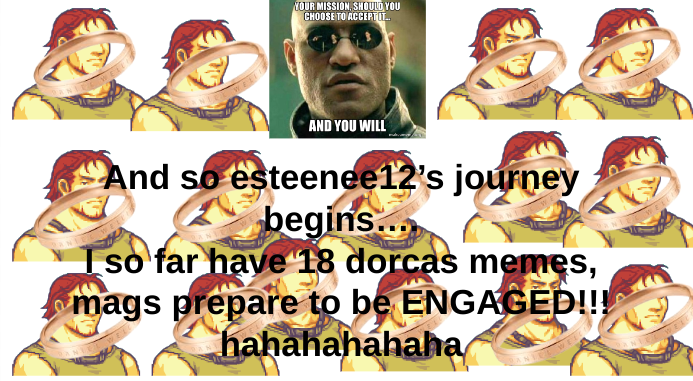 YOUR MISSION, SHOULD YOU
CHOOSE TO ACCEPT IT..
AND YOU WILL
And so esteenee12’s journey
begins….
I so far have 18 dorcas memes,
mags prepare to be ENGAGED!!!
hahahahahaha